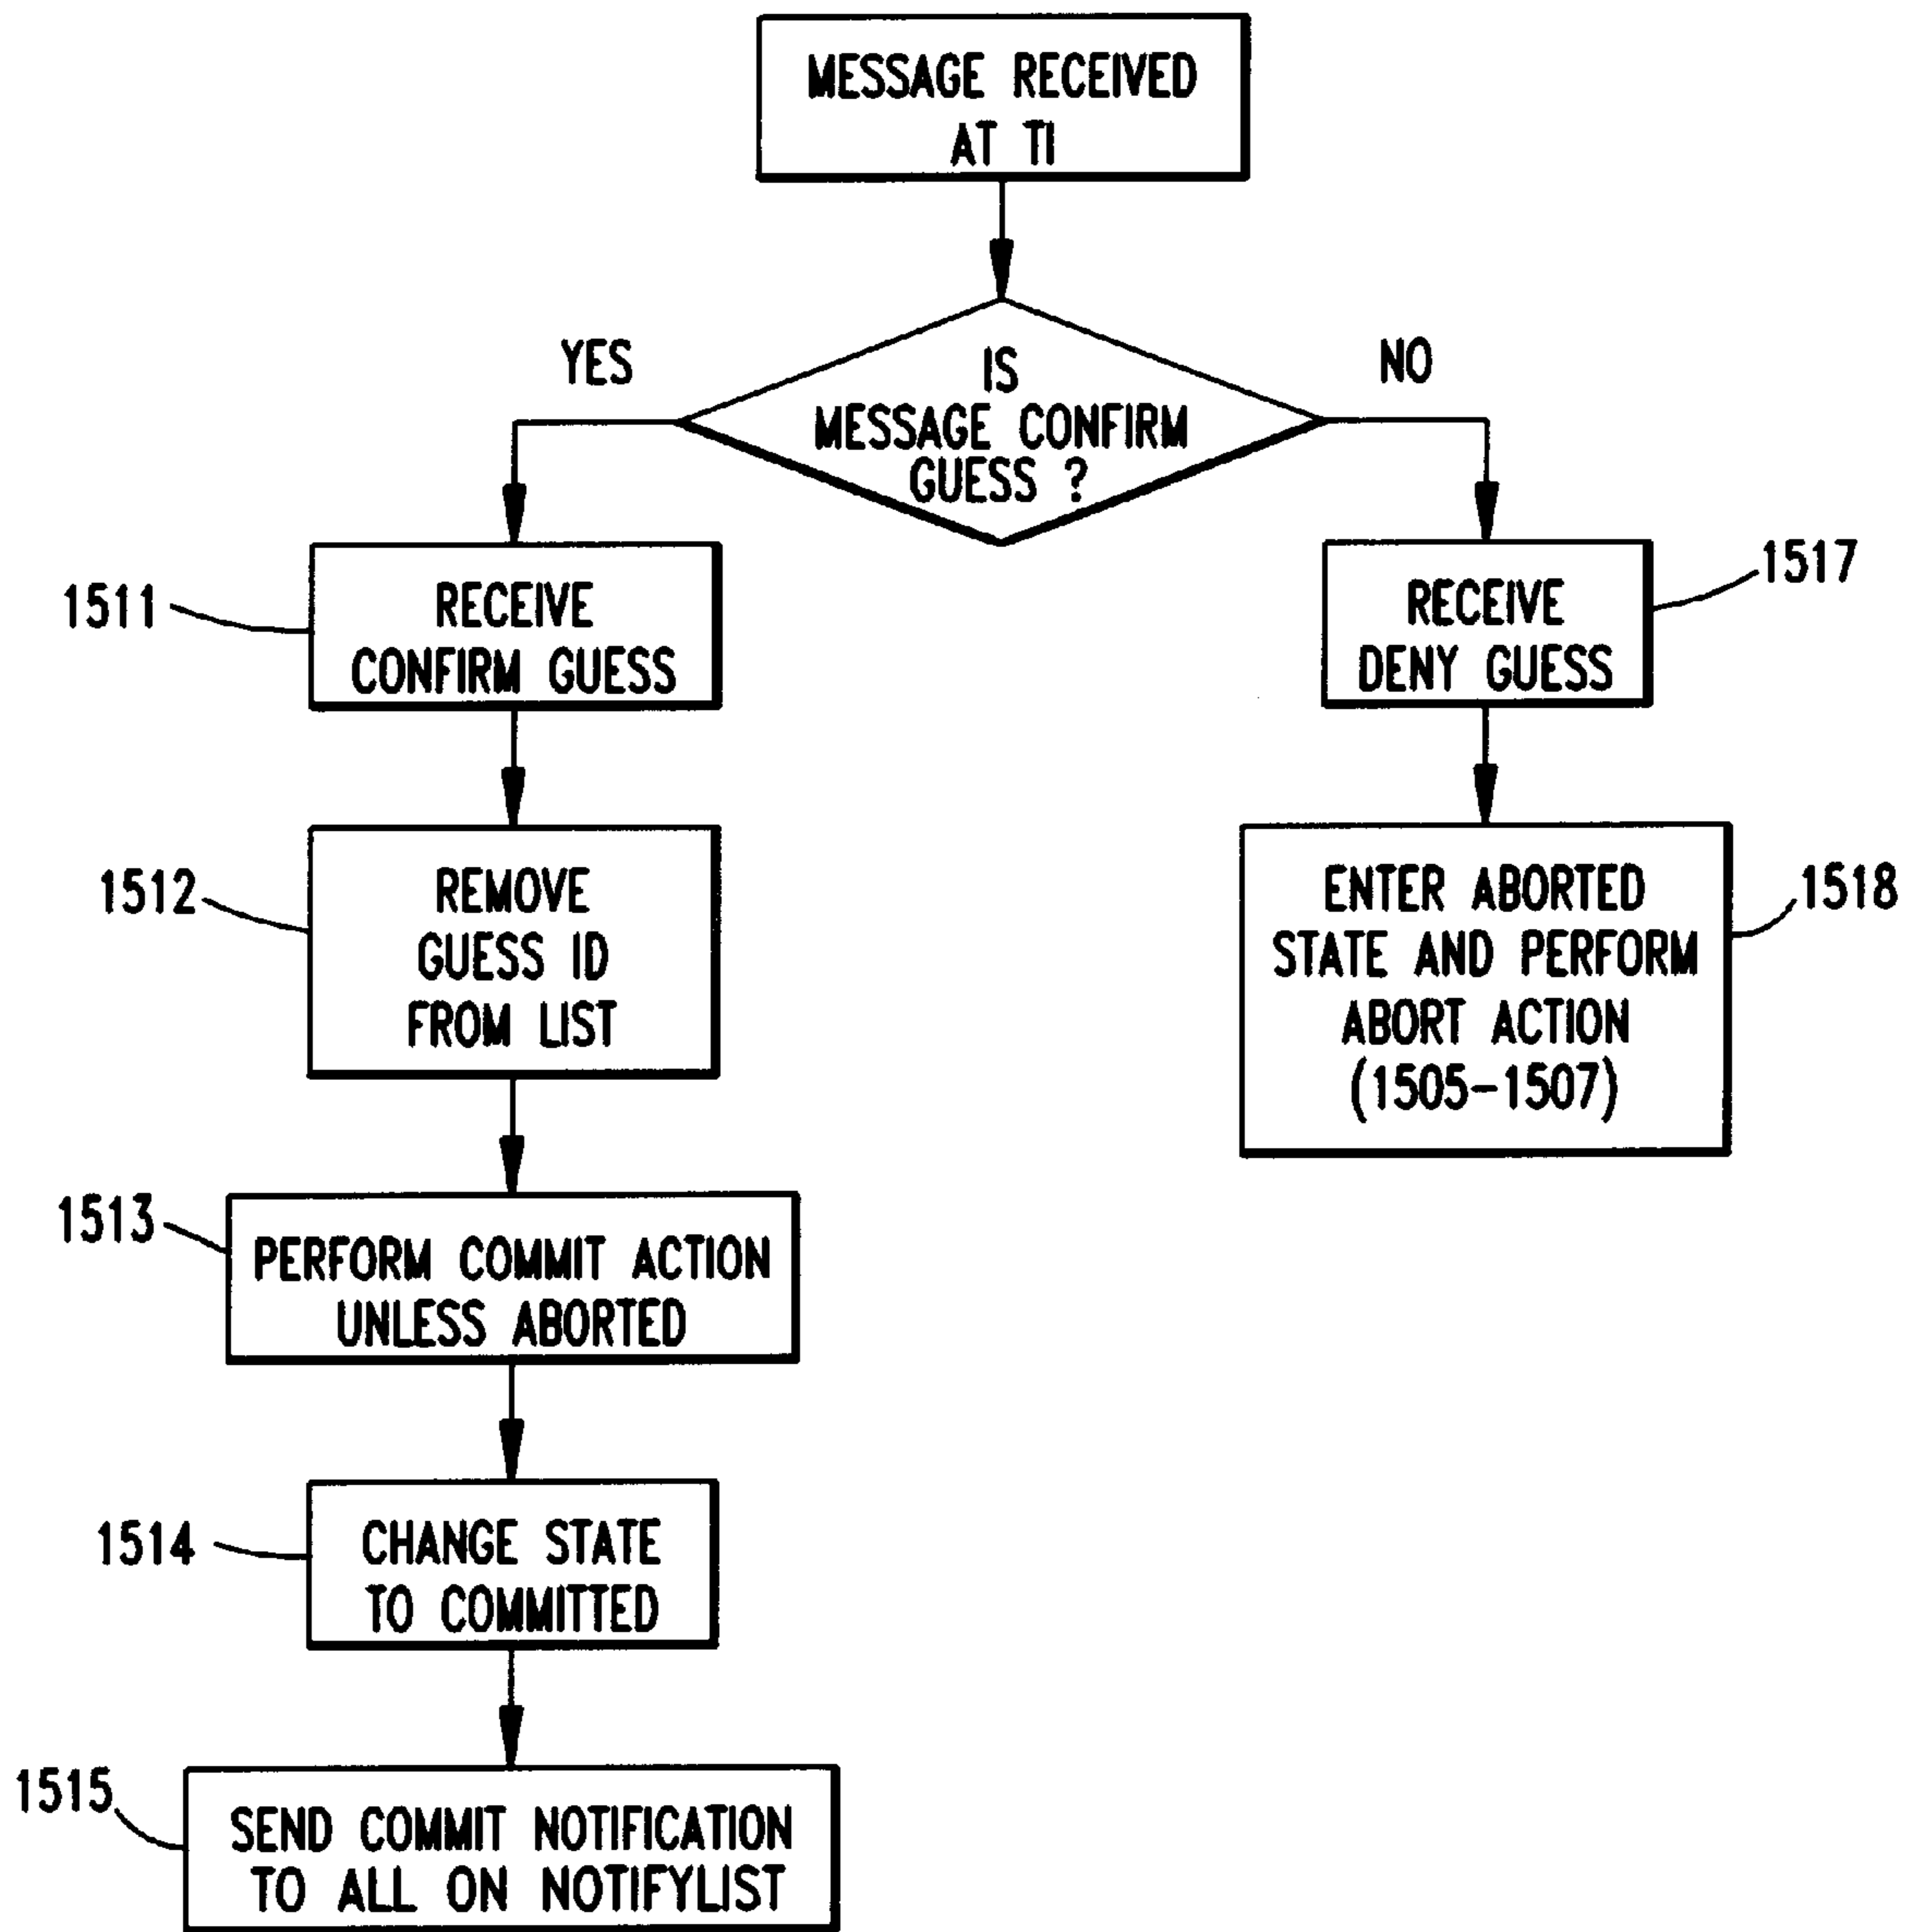 MESSAGE RECEIVED
AT TI
YES
NO
IS
MESSAGE CONFIRM
GUESS ?
1511
RECEIVE
CONFIRM GUESS
1517
RECEIVE
DENY GUESS
1512
REMOVE
GUESS ID
FROM LIST
1518
ENTER ABORTED
STATE AND PERFORM
ABORT ACTION
(1505-1507)
1513
PERFORM COMMIT ACTION
UNLESS ABORTED
1514
CHANGE STATE
TO COMMITTED
1515
SEND COMMIT NOTIFICATION
TO ALL ON NOTIFYLIST